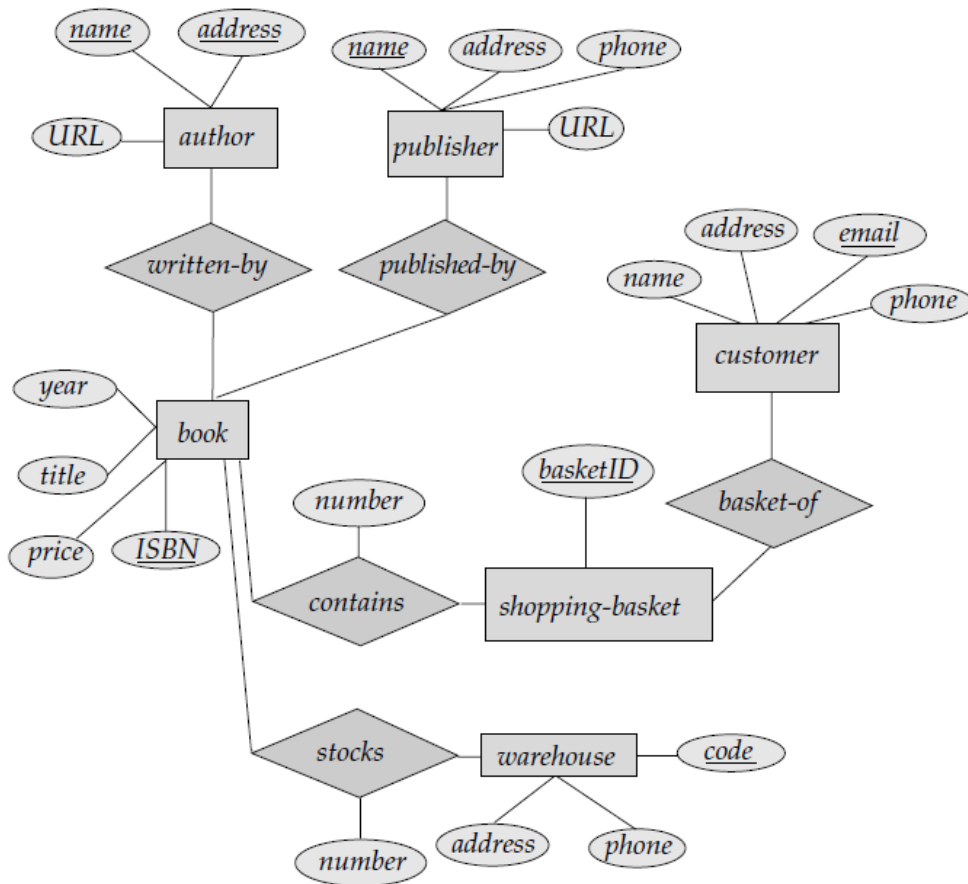 name
address
URL
author
name
address
phone
URL
publisher
written-by
published-by
address
email
name
phone
customer
year
book
title
price
ISBN
number
basketID
basket-of
contains
shopping-basket
stocks
warehouse
code
number
address
phone